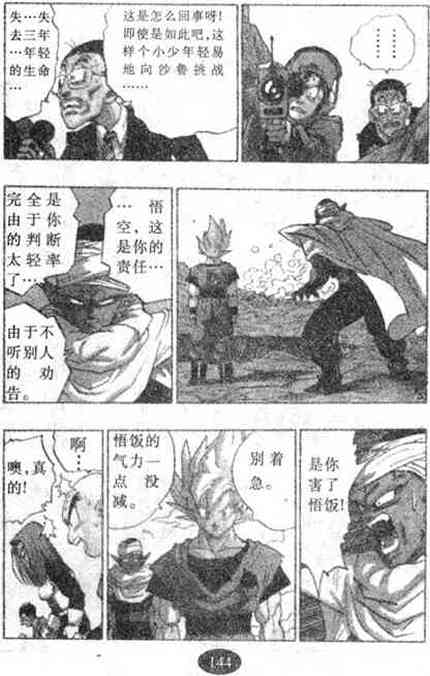 ……
这是怎么回事呀!
即使是如此吧,这
样个小少年轻易
地向沙鲁挑战
……
失…失
去三年
…年轻
的生命
…
… 悟
空,这
是你的
责任…
完全是
由于你
的判断
太轻率
了…
由于不
听别人
的劝
告。
是你
害了
悟饭!
别着
急。
悟饭的
气力一
点没
减。
啊
……
噢,真
的!
144